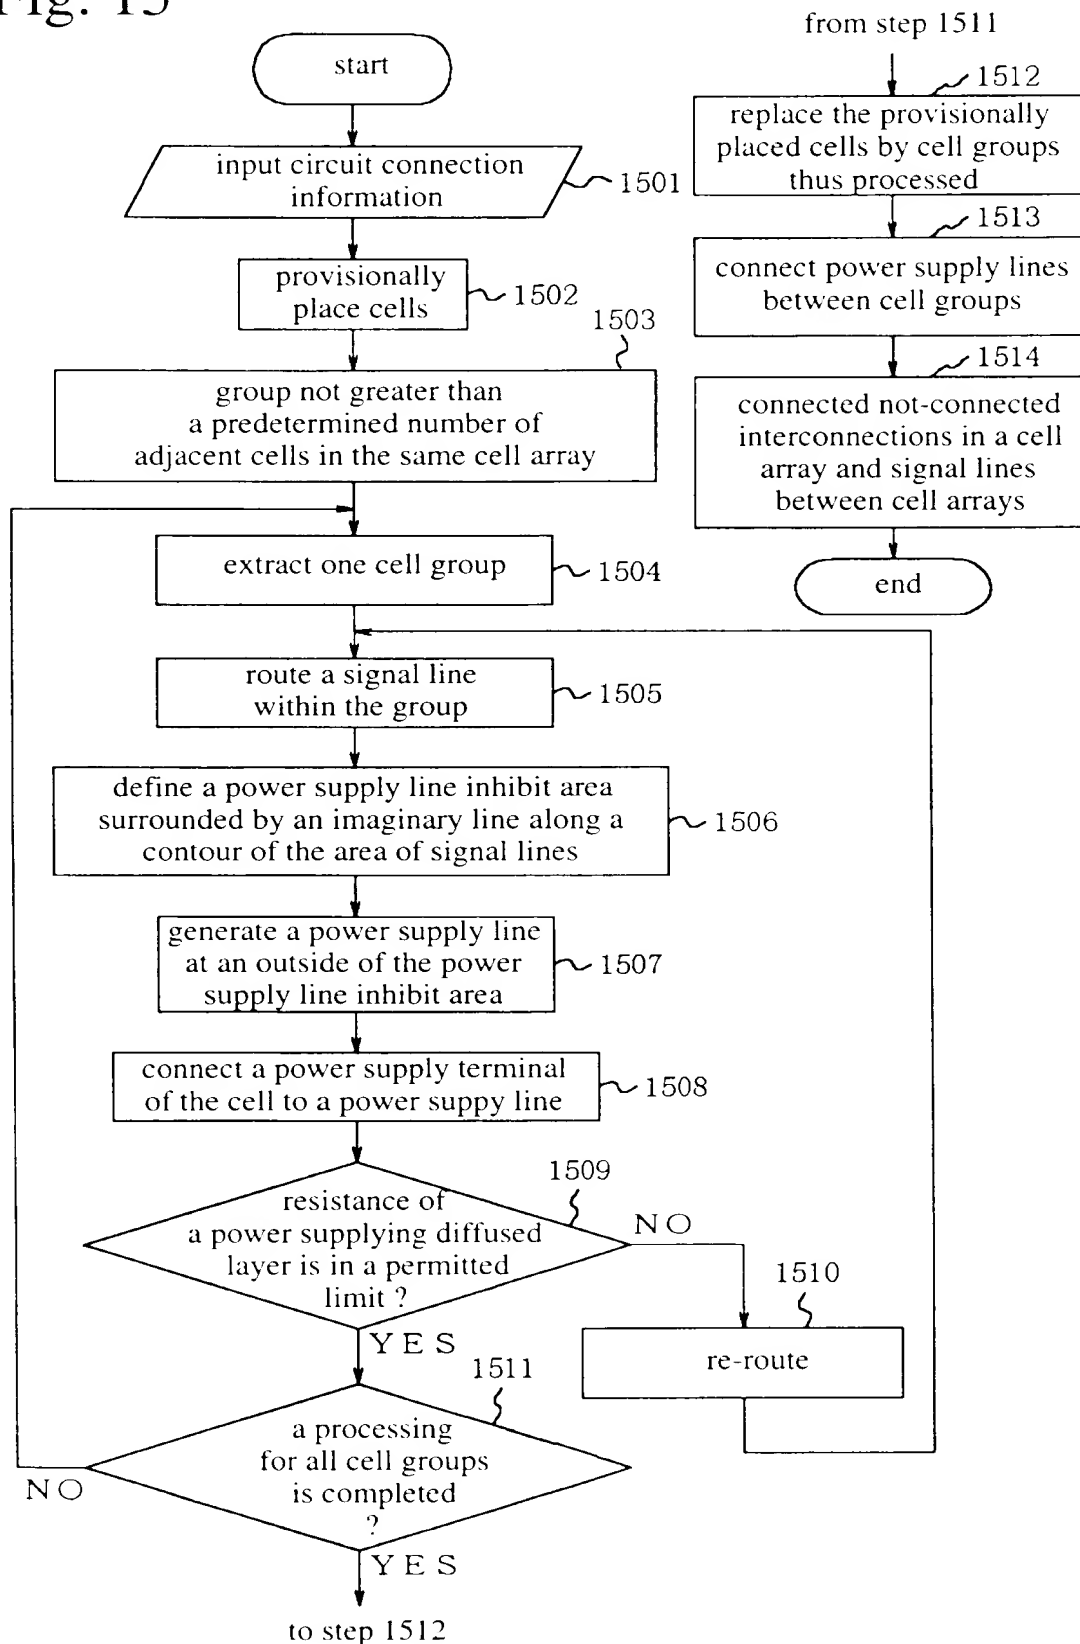 Fig. 15
start
input circuit connection
information
1501
provisionally
place cells
1502
1503
group not greater than
a predetermined number of
adjacent cells in the same cell array
extract one cell group
1504
route a signal line
within the group
1505
define a power supply line inhibit area
surrounded by an imaginary line along a
contour of the area of signal lines
1506
generate a power supply line
at an outside of the power
supply line inhibit area
1507
connect a power supply terminal
of the cell to a power suppy line
1508
1509
resistance of
a power supplying diffused
layer is in a permitted
limit ?
NO
YES
1510
re-route
1511
a processing
for all cell groups
is completed
?
NO
YES
to step 1512
from step 1511
1512
replace the provisionally
placed cells by cell groups
thus processed
1513
connect power supply lines
between cell groups
1514
connected not-connected
interconnections in a cell
array and signal lines
between cell arrays
end